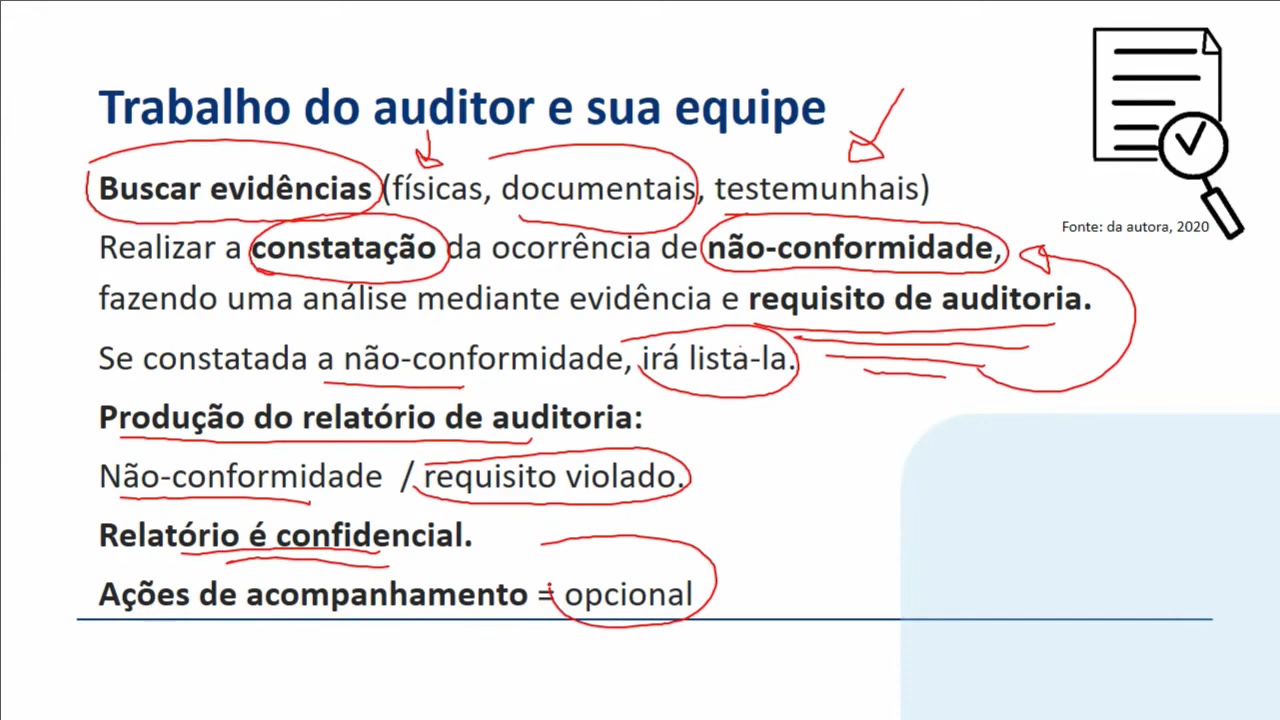 Trabalho do auditor e sua equipe
Buscar evidências (físicas, documentais, testemunhais)
Fonte: da autora, 2020
Realizar a constatação da ocorrência de não-conformidade,
fazendo uma análise mediante evidência e requisito de auditoria.
Se constatada a não-conformidade, irá lista-la.
Produção do relatório de auditoria:
Não-conformidade / requisito violado.
Relatório é confidencial.
Ações de acompanhamento = opcional